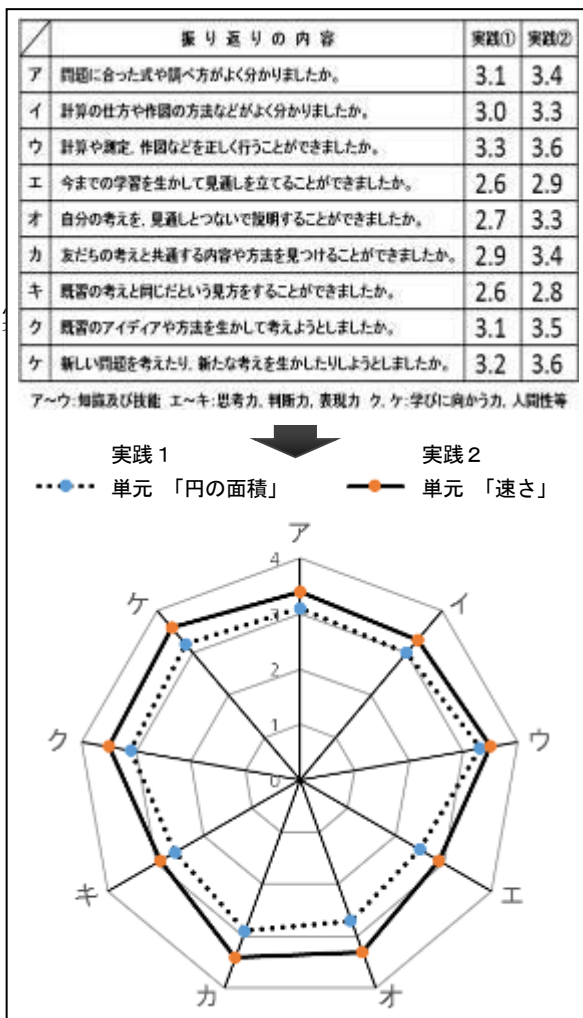 振り返りの内容 実践① 実践②
ア 問題に合った式や調べ方がよく分かりましたか。 3.1 3.4
イ 計算の仕方や作図の方法などがよく分かりましたか。 3.0 3.3
ウ 計算や測定，作図などを正しく行うことができましたか。 3.3 3.6
エ 今までの学習を生かして見通しを立てることができましたか。 2.6 2.9
オ 自分の考えを，見通しとつないで説明することができましたか。 2.7 3.3
カ 友だちの考えと共通する内容や方法を見つけることができましたか。 2.9 3.4
キ 既習の考えと同じだという見方をすることができましたか。 2.6 2.8
ク 既習のアイディアや方法を生かして考えようとしましたか。 3.1 3.5
ケ 新しい問題を考えたり，新たな考えを生かしたりしようとしましたか。 3.2 3.6
ア～ウ：知識及び技能 エ～キ：思考力，判断力，表現力 ク，ケ：学びに向かう力，人間性等
実践１ 実践２
単元 「円の面積」 単元 「速さ」
ア
4
ケ イ
3
2
ク ウ
1
0
キ エ
カ オ